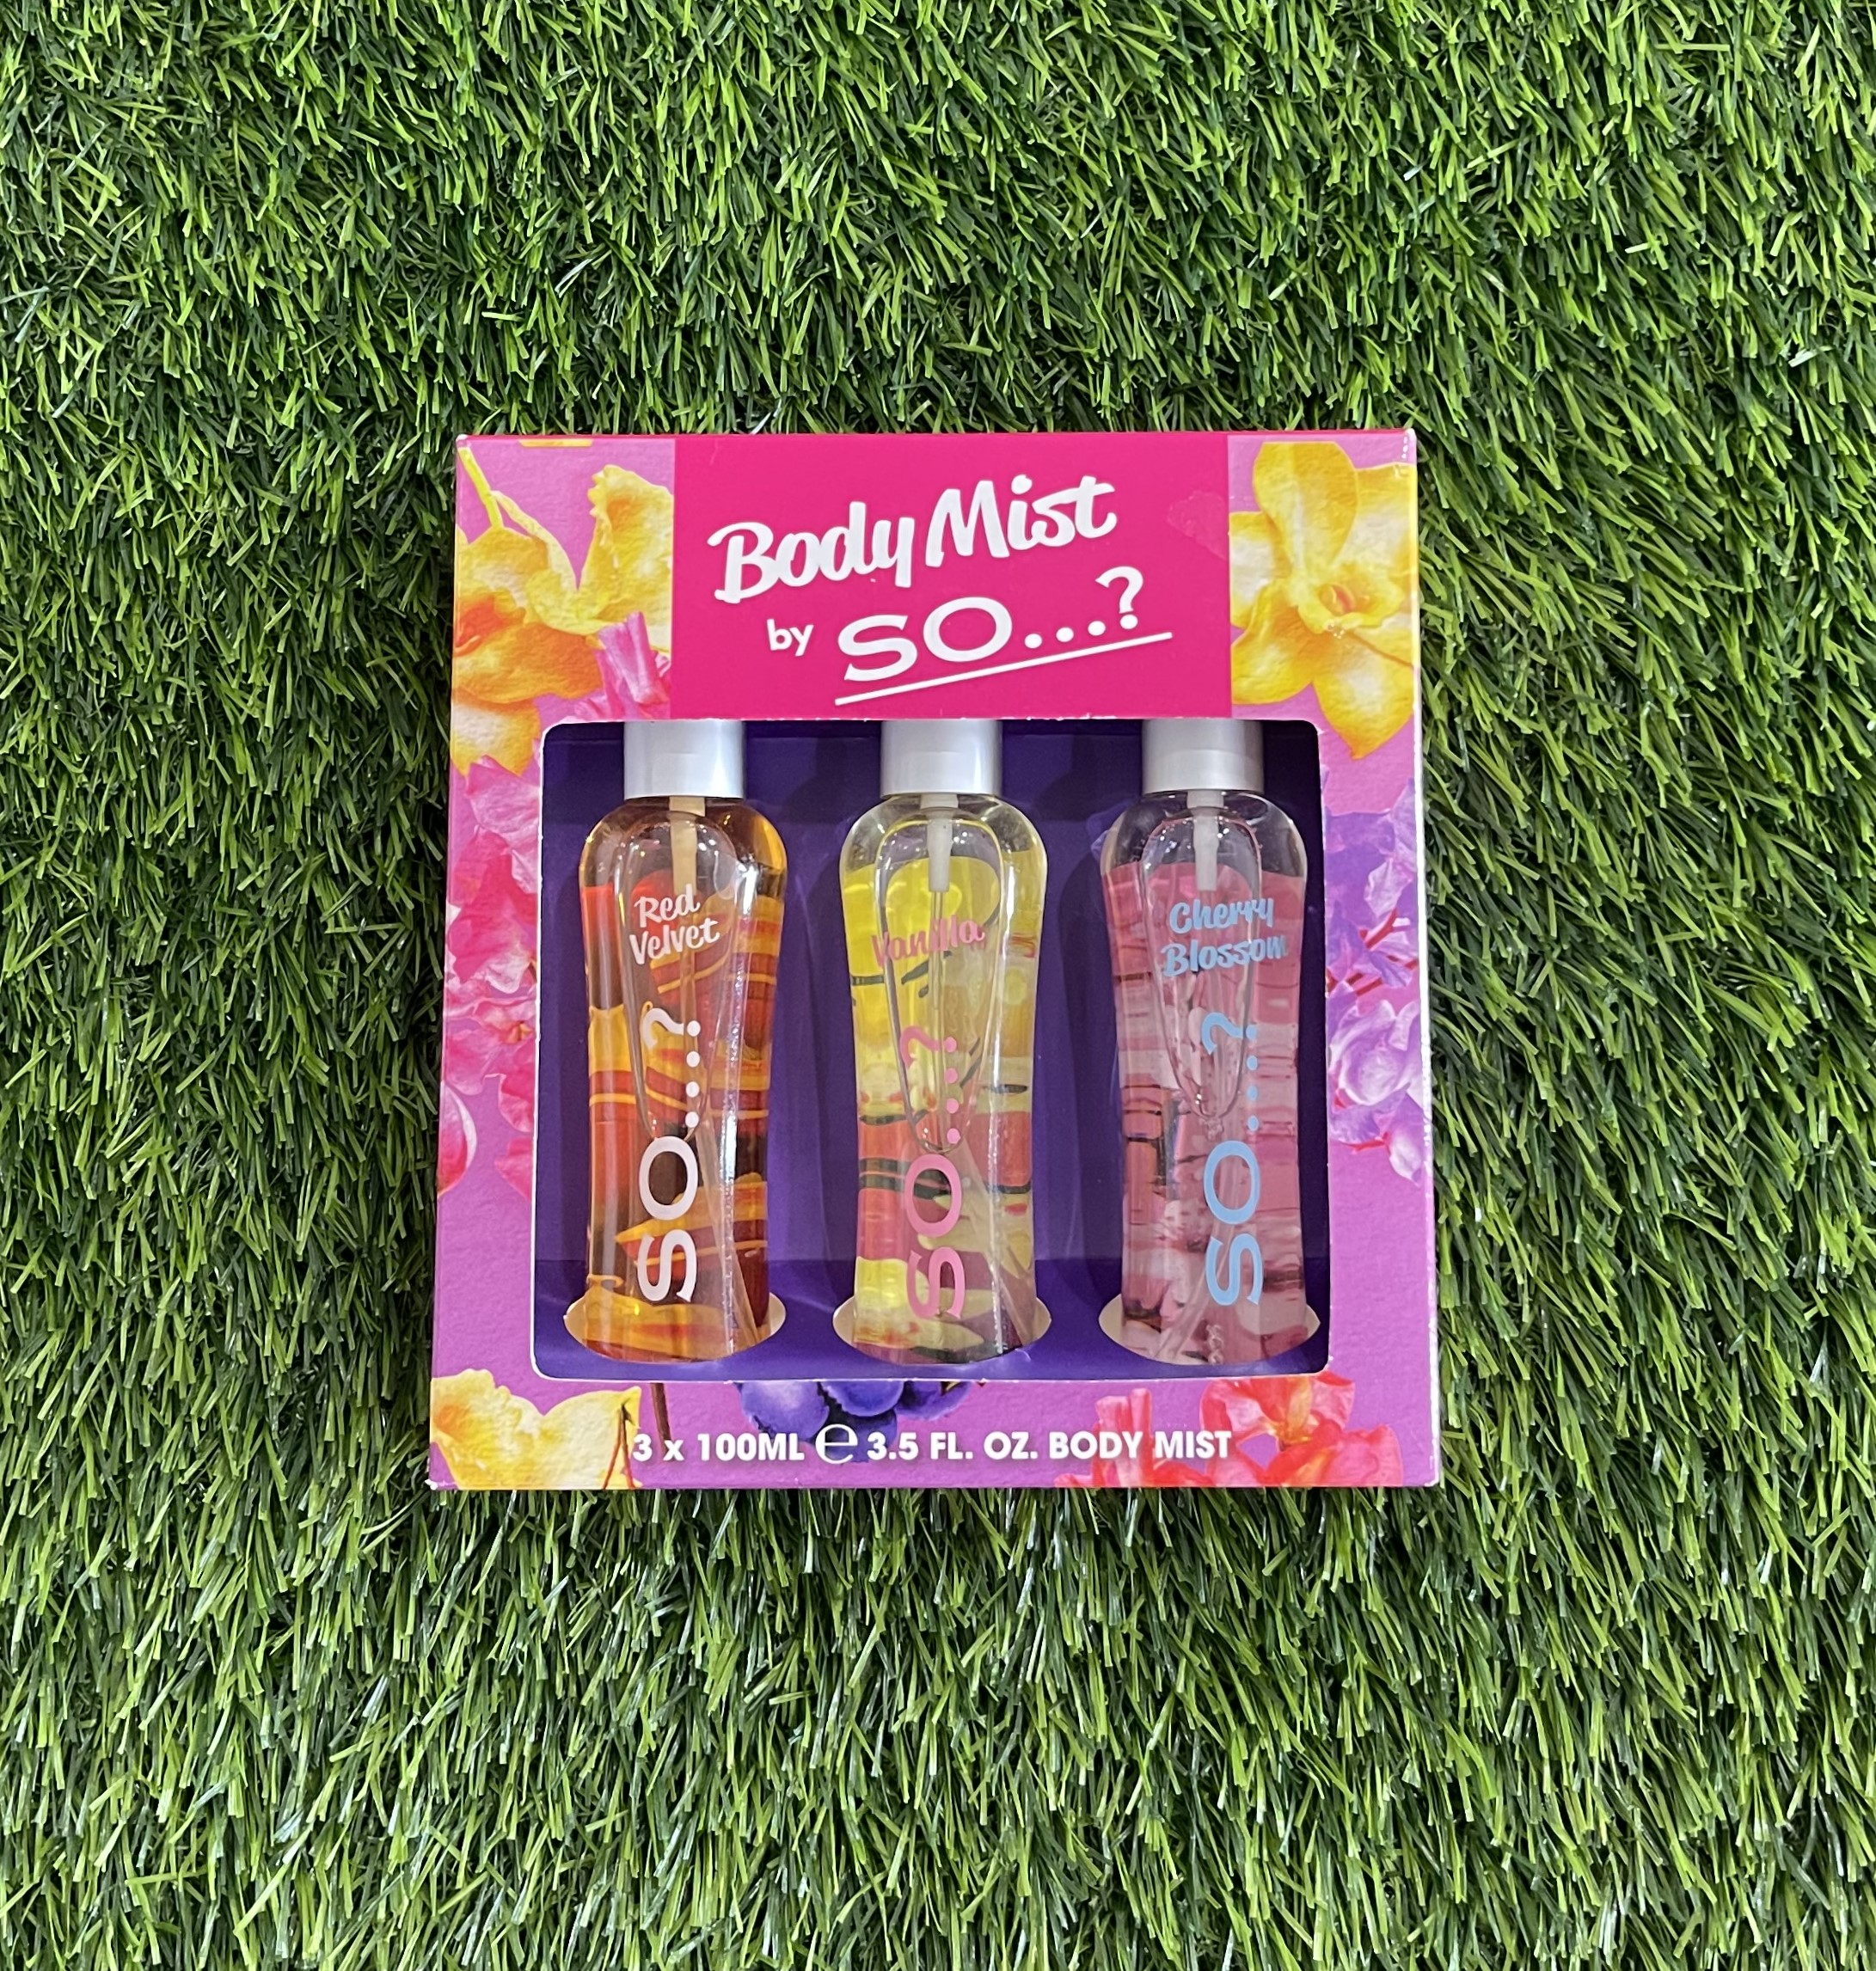 Body Mist
by SO...?
Red
Velvet
SO...?
Vanilla
SO...?
Cherry
Blossom
SO...?
3 x 100ML ℮ 3.5 FL. OZ. BODY MIST